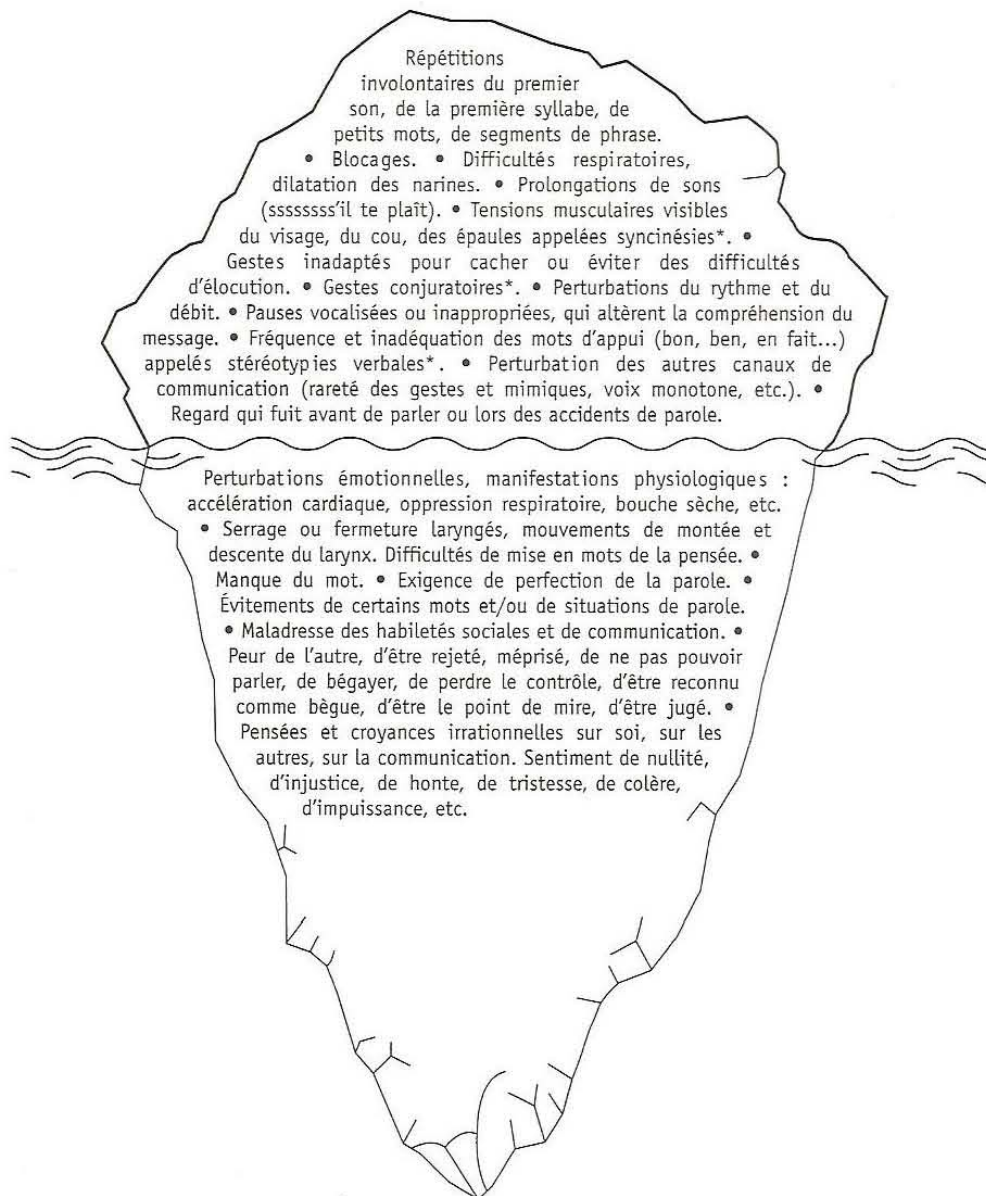 Répétitions
involontaires du premier
son, de la première syllabe, de
petits mots, de segments de phrase.
• Blocages. • Difficultés respiratoires,
dilatation des narines. • Prolongations de sons
(ssssssss'il te plaît). • Tensions musculaires visibles
du visage, du cou, des épaules appelées syncinésies*. •
Gestes inadaptés pour cacher ou éviter des difficultés
d'élocution. • Gestes conjuratoires*. • Perturbations du rythme et du
débit. • Pauses vocalisées ou inappropriées, qui altèrent la compréhension du
message. • Fréquence et inadéquation des mots d'appui (bon, ben, en fait...)
appelés stéréotypies verbales*. • Perturbation des autres canaux de
communication (rareté des gestes et mimiques, voix monotone, etc.). •
Regard qui fuit avant de parler ou lors des accidents de parole.
Perturbations émotionnelles, manifestations physiologiques :
accélération cardiaque, oppression respiratoire, bouche sèche, etc.
• Serrage ou fermeture laryngés, mouvements de montée et
descente du larynx. Difficultés de mise en mots de la pensée. •
Manque du mot. • Exigence de perfection de la parole. •
Évitements de certains mots et/ou de situations de parole.
• Maladresse des habiletés sociales et de communication. •
Peur de l'autre, d'être rejeté, méprisé, de ne pas pouvoir
parler, de bégayer, de perdre le contrôle, d'être reconnu
comme bègue, d'être le point de mire, d'être jugé. •
Pensées et croyances irrationnelles sur soi, sur les
autres, sur la communication. Sentiment de nullité,
d'injustice, de honte, de tristesse, de colère,
d'impuissance, etc.